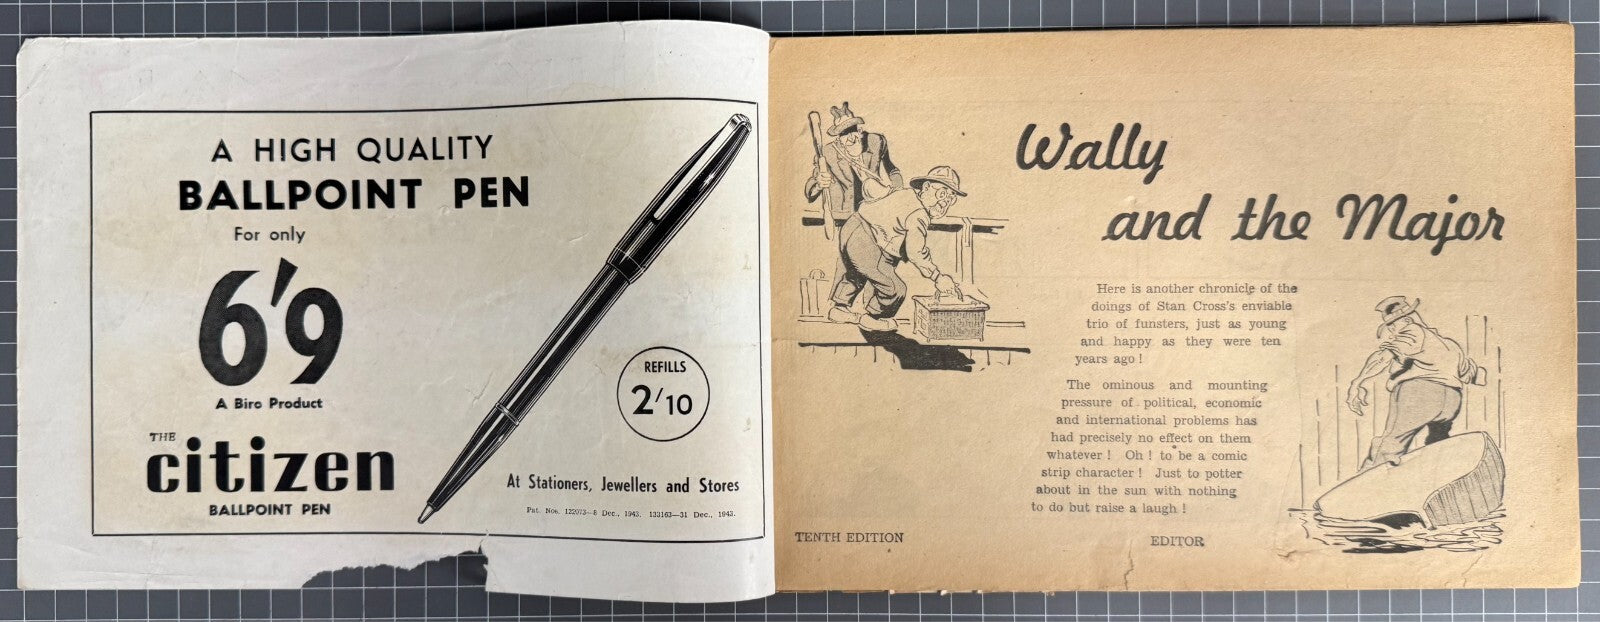 A HIGH QUALITY
BALLPOINT PEN
For only
6'9
A Biro Product
THE
citizen
BALLPOINT PEN
REFILLS
2/10
At Stationers, Jewellers and Stores
Pat. Nos. 122073—8 Dec., 1943. 133163—31 Dec., 1943.
Wally
and the Major
Here is another chronicle of the
doings of Stan Cross's enviable
trio of funsters, just as young
and happy as they were ten
years ago !
The ominous and mounting
pressure of political, economic
and international problems has
had precisely no effect on them
whatever ! Oh ! to be a comic
strip character ! Just to potter
about in the sun with nothing
to do but raise a laugh !
TENTH EDITION
EDITOR